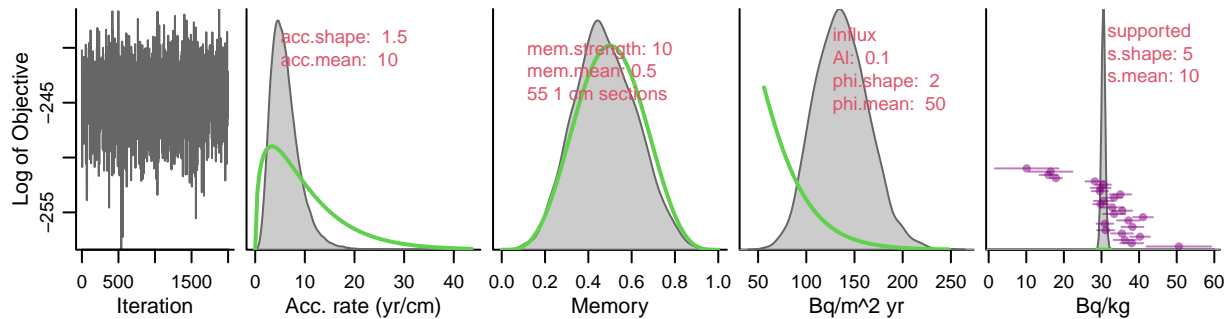 Log of Objective
-245
-255
0 500 1500
Iteration
acc.shape: 1.5
acc.mean: 10
0 10 20 30 40
Acc. rate (yr/cm)
mem.strength: 10
mem.mean: 0.5
55 1 cm sections
0.0 0.2 0.4 0.6 0.8 1.0
Memory
influx
Al: 0.1
phi.shape: 2
phi.mean: 50
50 100 150 200 250
Bq/m^2 yr
supported
s.shape: 5
s.mean: 10
0 10 20 30 40 50 60
Bq/kg